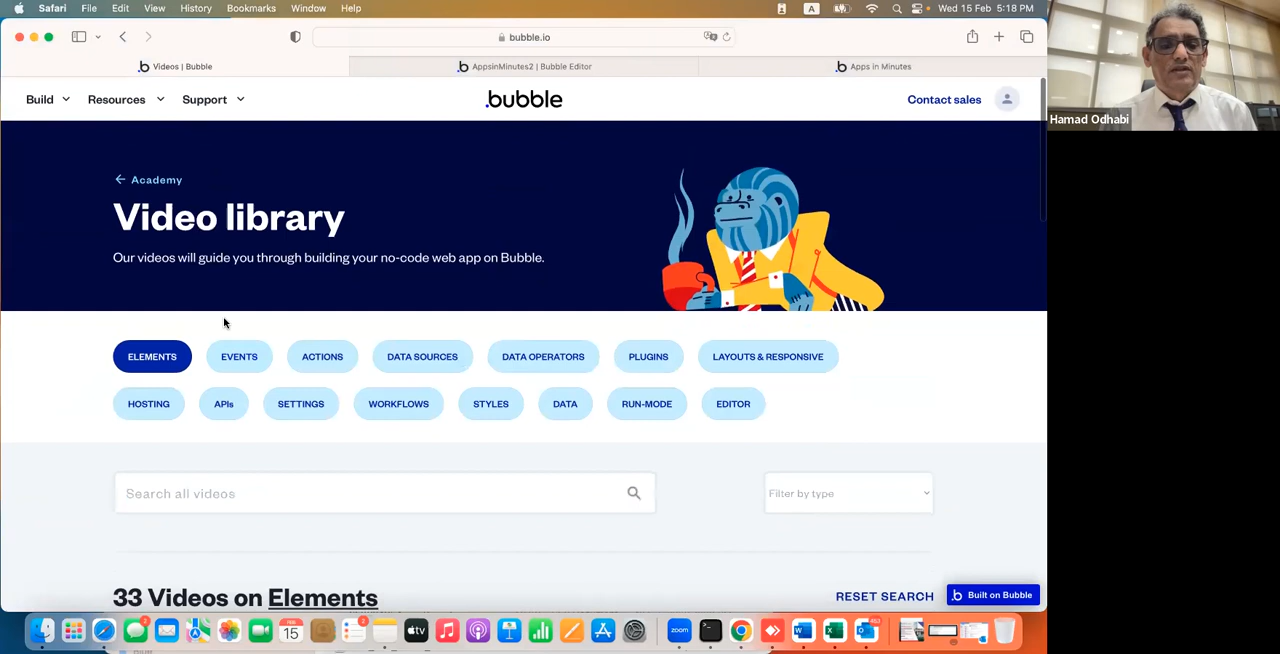 Safari File Edit View History Bookmarks Window Help A Wed 15 Feb 5:18 PM
bubble.io
Videos | Bubble AppsinMinutes2 | Bubble Editor Apps in Minutes
Build Resources Support .bubble Contact sales
Hamad Odhabi
← Academy
Video library
Our videos will guide you through building your no-code web app on Bubble.
ELEMENTS EVENTS ACTIONS DATA SOURCES DATA OPERATORS PLUGINS LAYOUTS & RESPONSIVE
HOSTING APIs SETTINGS WORKFLOWS STYLES DATA RUN-MODE EDITOR
Search all videos Filter by type
33 Videos on Elements RESET SEARCH
Built on Bubble
FEB
15
tv
zoom